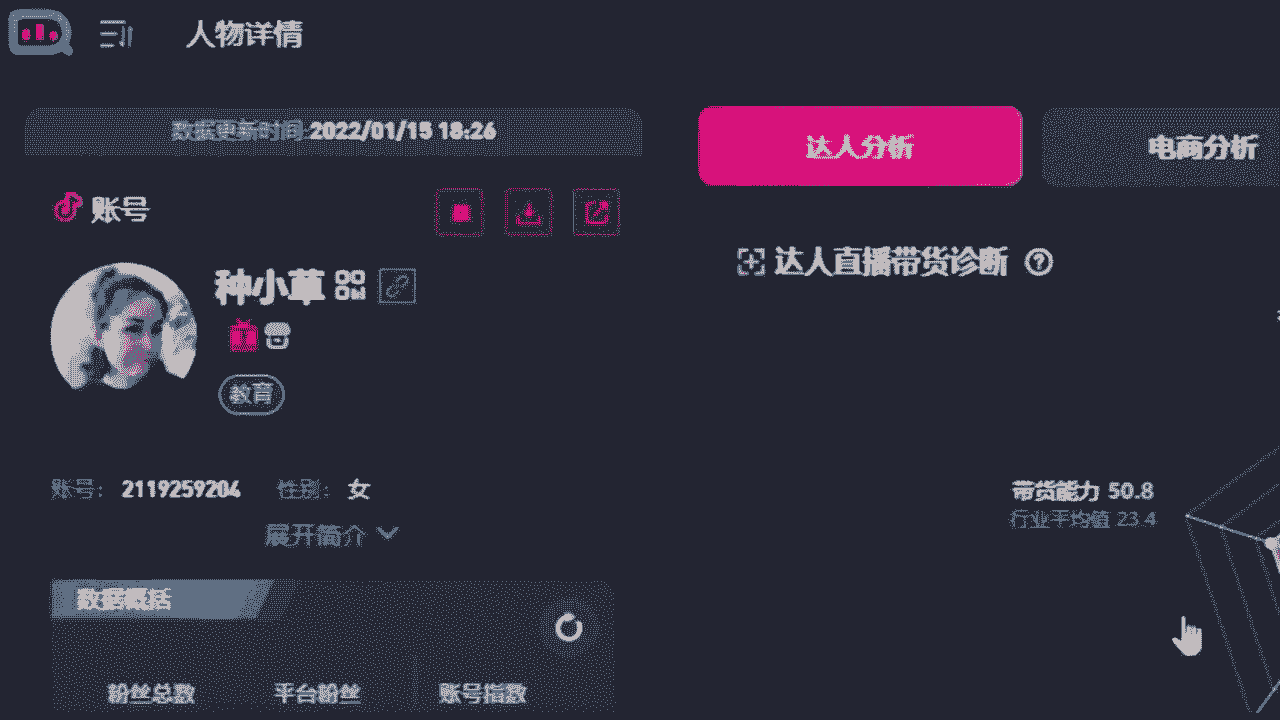 人物详情
数据更新时间 2022/01/15 18:26
达人分析
电商分析
账号
达人直播带货诊断
种小草
教育
账号: 2119259204 性别: 女
带货能力 50.8
行业平均值 23.4
展开简介
数据概括
粉丝总数 平台粉丝 账号指数